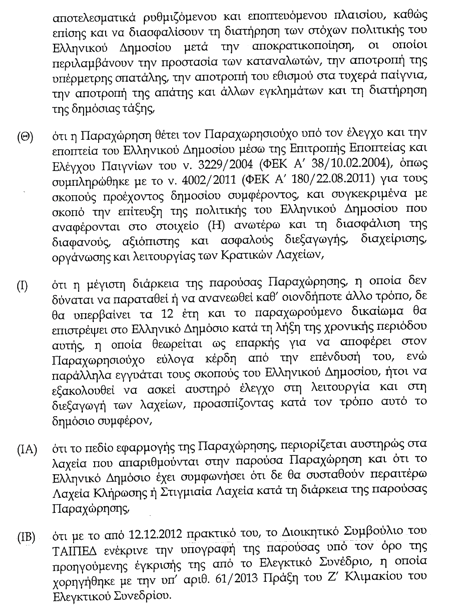 αποτελεσματικά ρυθμιζόμενου και εποπτευόμενου πλαισίου, καθώς
επίσης και να διασφαλίσουν τη διατήρηση των στόχων πολιτικής του
Ελληνικού Δημοσίου μετά την αποκρατικοποίηση, οι οποίοι
περιλαμβάνουν την προστασία των καταναλωτών, την αποτροπή της
υπέρμετρης σπατάλης, την αποτροπή του εθισμού στα τυχερά παίγνια,
την αποτροπή της απάτης και άλλων εγκλημάτων και τη διατήρηση
της δημόσιας τάξης,
(Θ) ότι η Παραχώρηση θέτει τον Παραχωρησιούχο υπό τον έλεγχο και την
εποπτεία του Ελληνικού Δημοσίου μέσω της Επιτροπής Εποπτείας και
Ελέγχου Παιγνίων του ν. 3229/2004 (ΦΕΚ Α' 38/10.02.2004), όπως
συμπληρώθηκε με το ν. 4002/2011 (ΦΕΚ Α' 180/22.08.2011) για τους
σκοπούς προέχοντος δημοσίου συμφέροντος, και συγκεκριμένα με
σκοπό την επίτευξη της πολιτικής του Ελληνικού Δημοσίου που
αναφέρονται στο στοιχείο (Η) ανωτέρω και τη διασφάλιση της
διαφανούς, αξιόπιστης και ασφαλούς διεξαγωγής, διαχείρισης,
οργάνωσης και λειτουργίας των Κρατικών Λαχείων,
(Ι) ότι η μέγιστη διάρκεια της παρούσας Παραχώρησης, η οποία δεν
δύναται να παραταθεί ή να ανανεωθεί καθ' οιονδήποτε άλλο τρόπο, δε
θα υπερβαίνει τα 12 έτη και το παραχωρούμενο δικαίωμα θα
επιστρέψει στο Ελληνικό Δημόσιο κατά τη λήξη της χρονικής περιόδου
αυτής, η οποία θεωρείται ως επαρκής για να αποφέρει στον
Παραχωρησιούχο εύλογα κέρδη από την επένδυσή του, ενώ
παράλληλα εγγυάται τους σκοπούς του Ελληνικού Δημοσίου, ήτοι να
εξακολουθεί να ασκεί αυστηρό έλεγχο στη λειτουργία και στη
διεξαγωγή των λαχείων, προασπίζοντας κατά τον τρόπο αυτό το
δημόσιο συμφέρον,
(ΙΑ) ότι το πεδίο εφαρμογής της Παραχώρησης, περιορίζεται αυστηρώς στα
λαχεία που απαριθμούνται στην παρούσα Παραχώρηση και ότι το
Ελληνικό Δημόσιο έχει συμφωνήσει ότι δε θα συσταθούν περαιτέρω
Λαχεία Κλήρωσης ή Στιγμιαία Λαχεία κατά τη διάρκεια της παρούσας
Παραχώρησης,
(ΙΒ) ότι με το από 12.12.2012 πρακτικό του, το Διοικητικό Συμβούλιο του
ΤΑΙΠΕΔ ενέκρινε την υπογραφή της παρούσας υπό τον όρο της
προηγούμενης έγκρισής της από το Ελεγκτικό Συνέδριο, η οποία
χορηγήθηκε με την υπ' αριθ. 61/2013 Πράξη του Ζ' Κλιμακίου του
Ελεγκτικού Συνεδρίου.